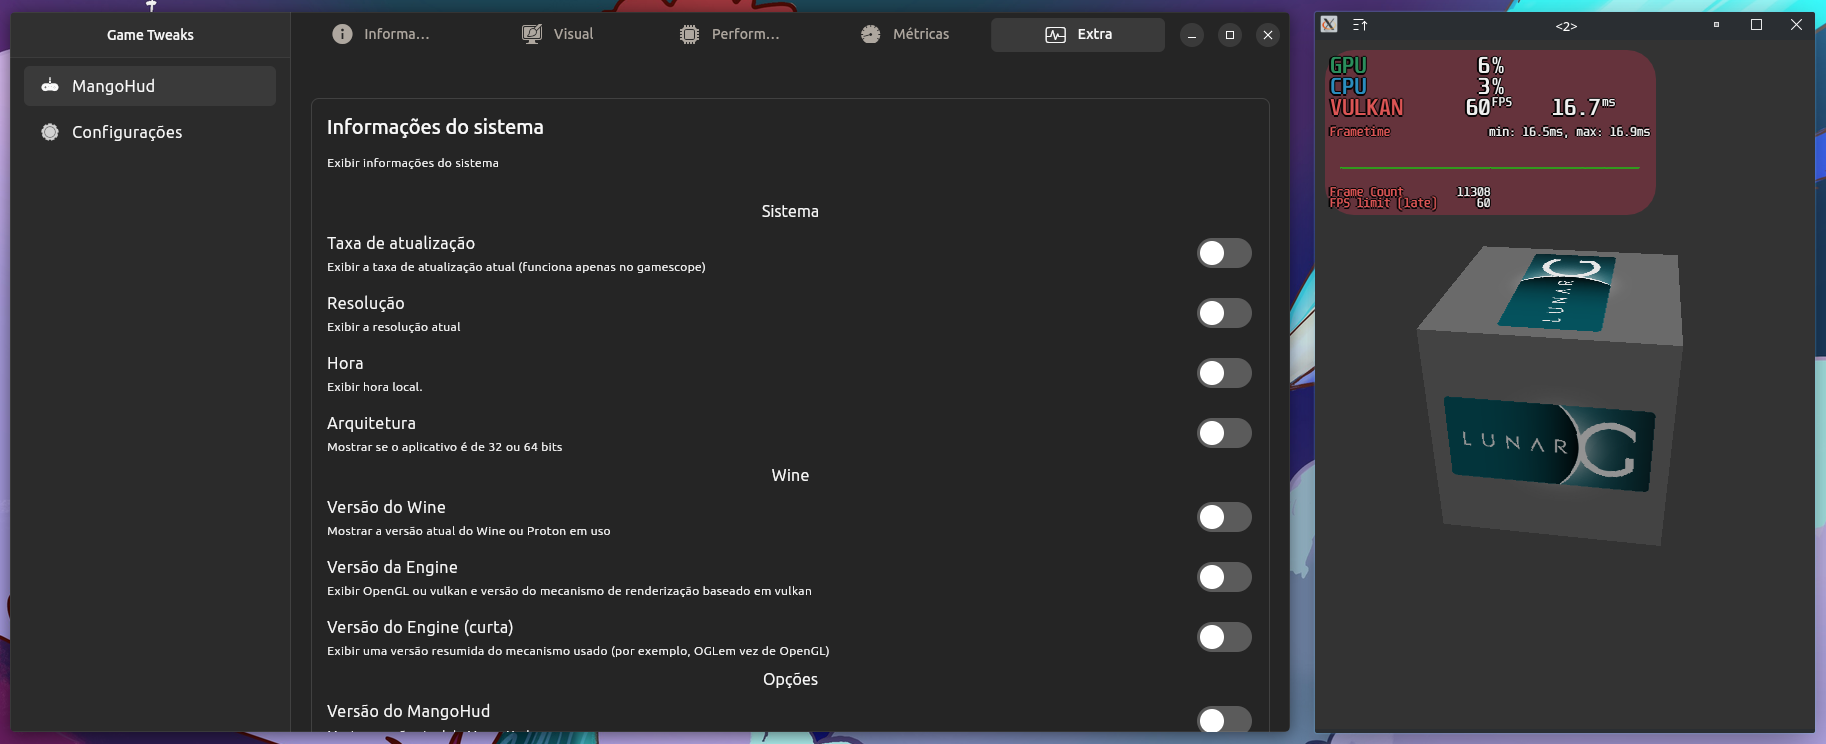 Game Tweaks
MangoHud
Configurações
Informa...
Visual
Perform...
Métricas
Extra
Informações do sistema
Exibir informações do sistema
Sistema
Taxa de atualização
Exibir a taxa de atualização atual (funciona apenas no gamescope)
Resolução
Exibir a resolução atual
Hora
Exibir hora local.
Arquitetura
Mostrar se o aplicativo é de 32 ou 64 bits
Wine
Versão do Wine
Mostrar a versão atual do Wine ou Proton em uso
Versão da Engine
Exibir OpenGL ou vulkan e versão do mecanismo de renderização baseado em vulkan
Versão do Engine (curta)
Exibir uma versão resumida do mecanismo usado (por exemplo, OGLem vez de OpenGL)
Opções
Versão do MangoHud
<2>
GPU 6%
CPU 3%
VULKAN 60 FPS 16.7 ms
Frametime min: 16.5ms, max: 16.9ms
Frame Count 11308
FPS limit (late) 60
LUNAR G
LUNAR G